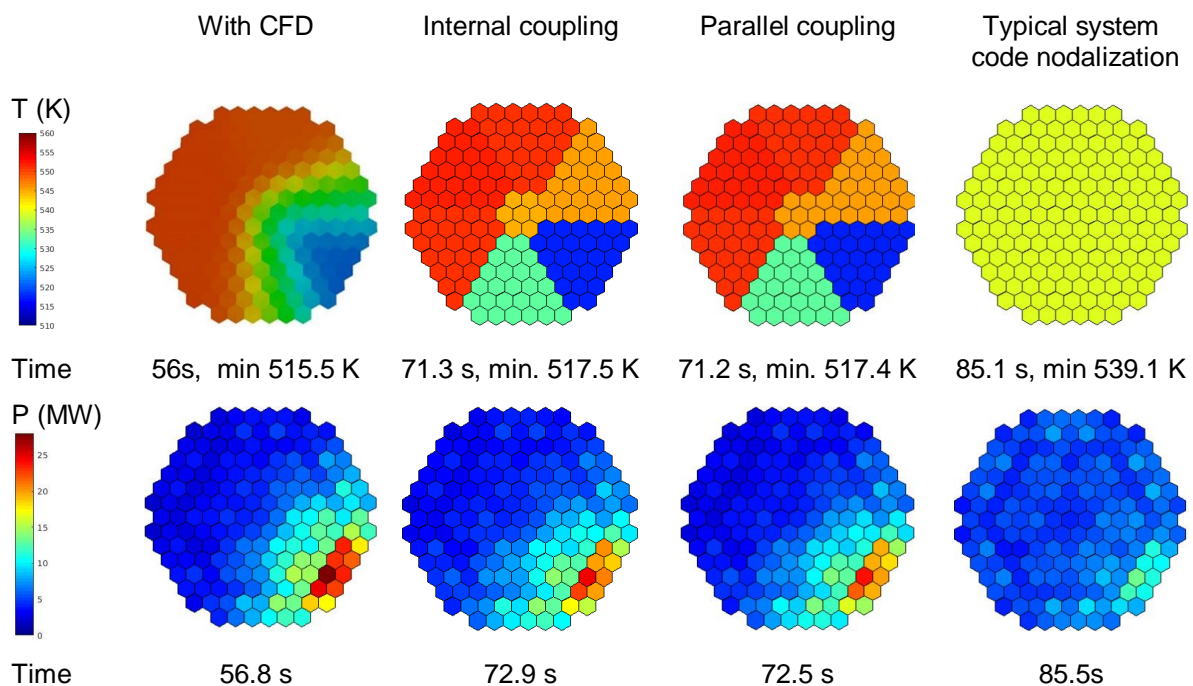 With CFD Internal coupling Parallel coupling Typical system
code nodalization
T (K)
560
555
550
545
540
535
530
525
520
515
510
Time 56s, min 515.5 K 71.3 s, min. 517.5 K 71.2 s, min. 517.4 K 85.1 s, min 539.1 K
P (MW)
25
20
15
10
5
0
Time 56.8 s 72.9 s 72.5 s 85.5s